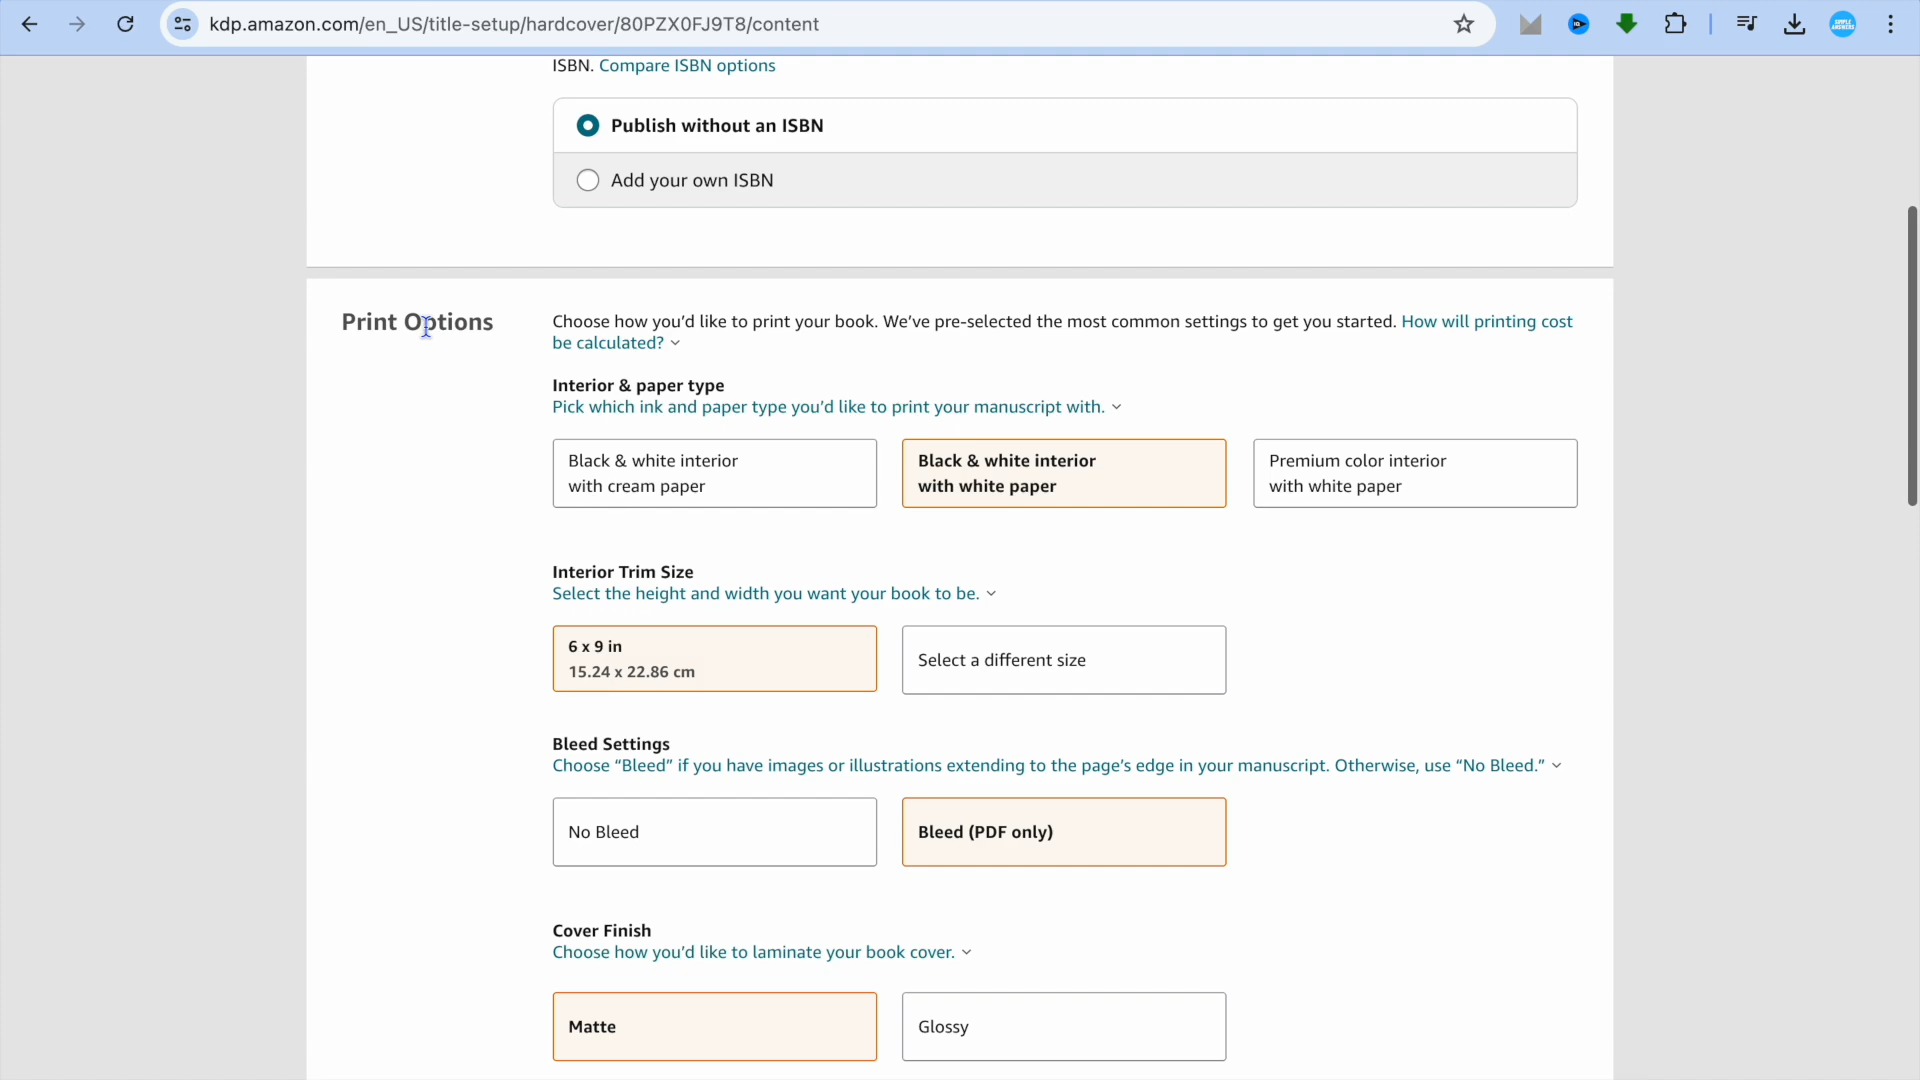 kdp.amazon.com/en_US/title-setup/hardcover/80PZX0FJ9T8/content
ISBN. Compare ISBN options
Publish without an ISBN
Add your own ISBN
Print Options
Choose how you’d like to print your book. We’ve pre-selected the most common settings to get you started. How will printing cost
be calculated?
Interior & paper type
Pick which ink and paper type you’d like to print your manuscript with.
Black & white interior
with cream paper
Black & white interior
with white paper
Premium color interior
with white paper
Interior Trim Size
Select the height and width you want your book to be.
6 x 9 in
15.24 x 22.86 cm
Select a different size
Bleed Settings
Choose “Bleed” if you have images or illustrations extending to the page’s edge in your manuscript. Otherwise, use “No Bleed.”
No Bleed
Bleed (PDF only)
Cover Finish
Choose how you’d like to laminate your book cover.
Matte
Glossy